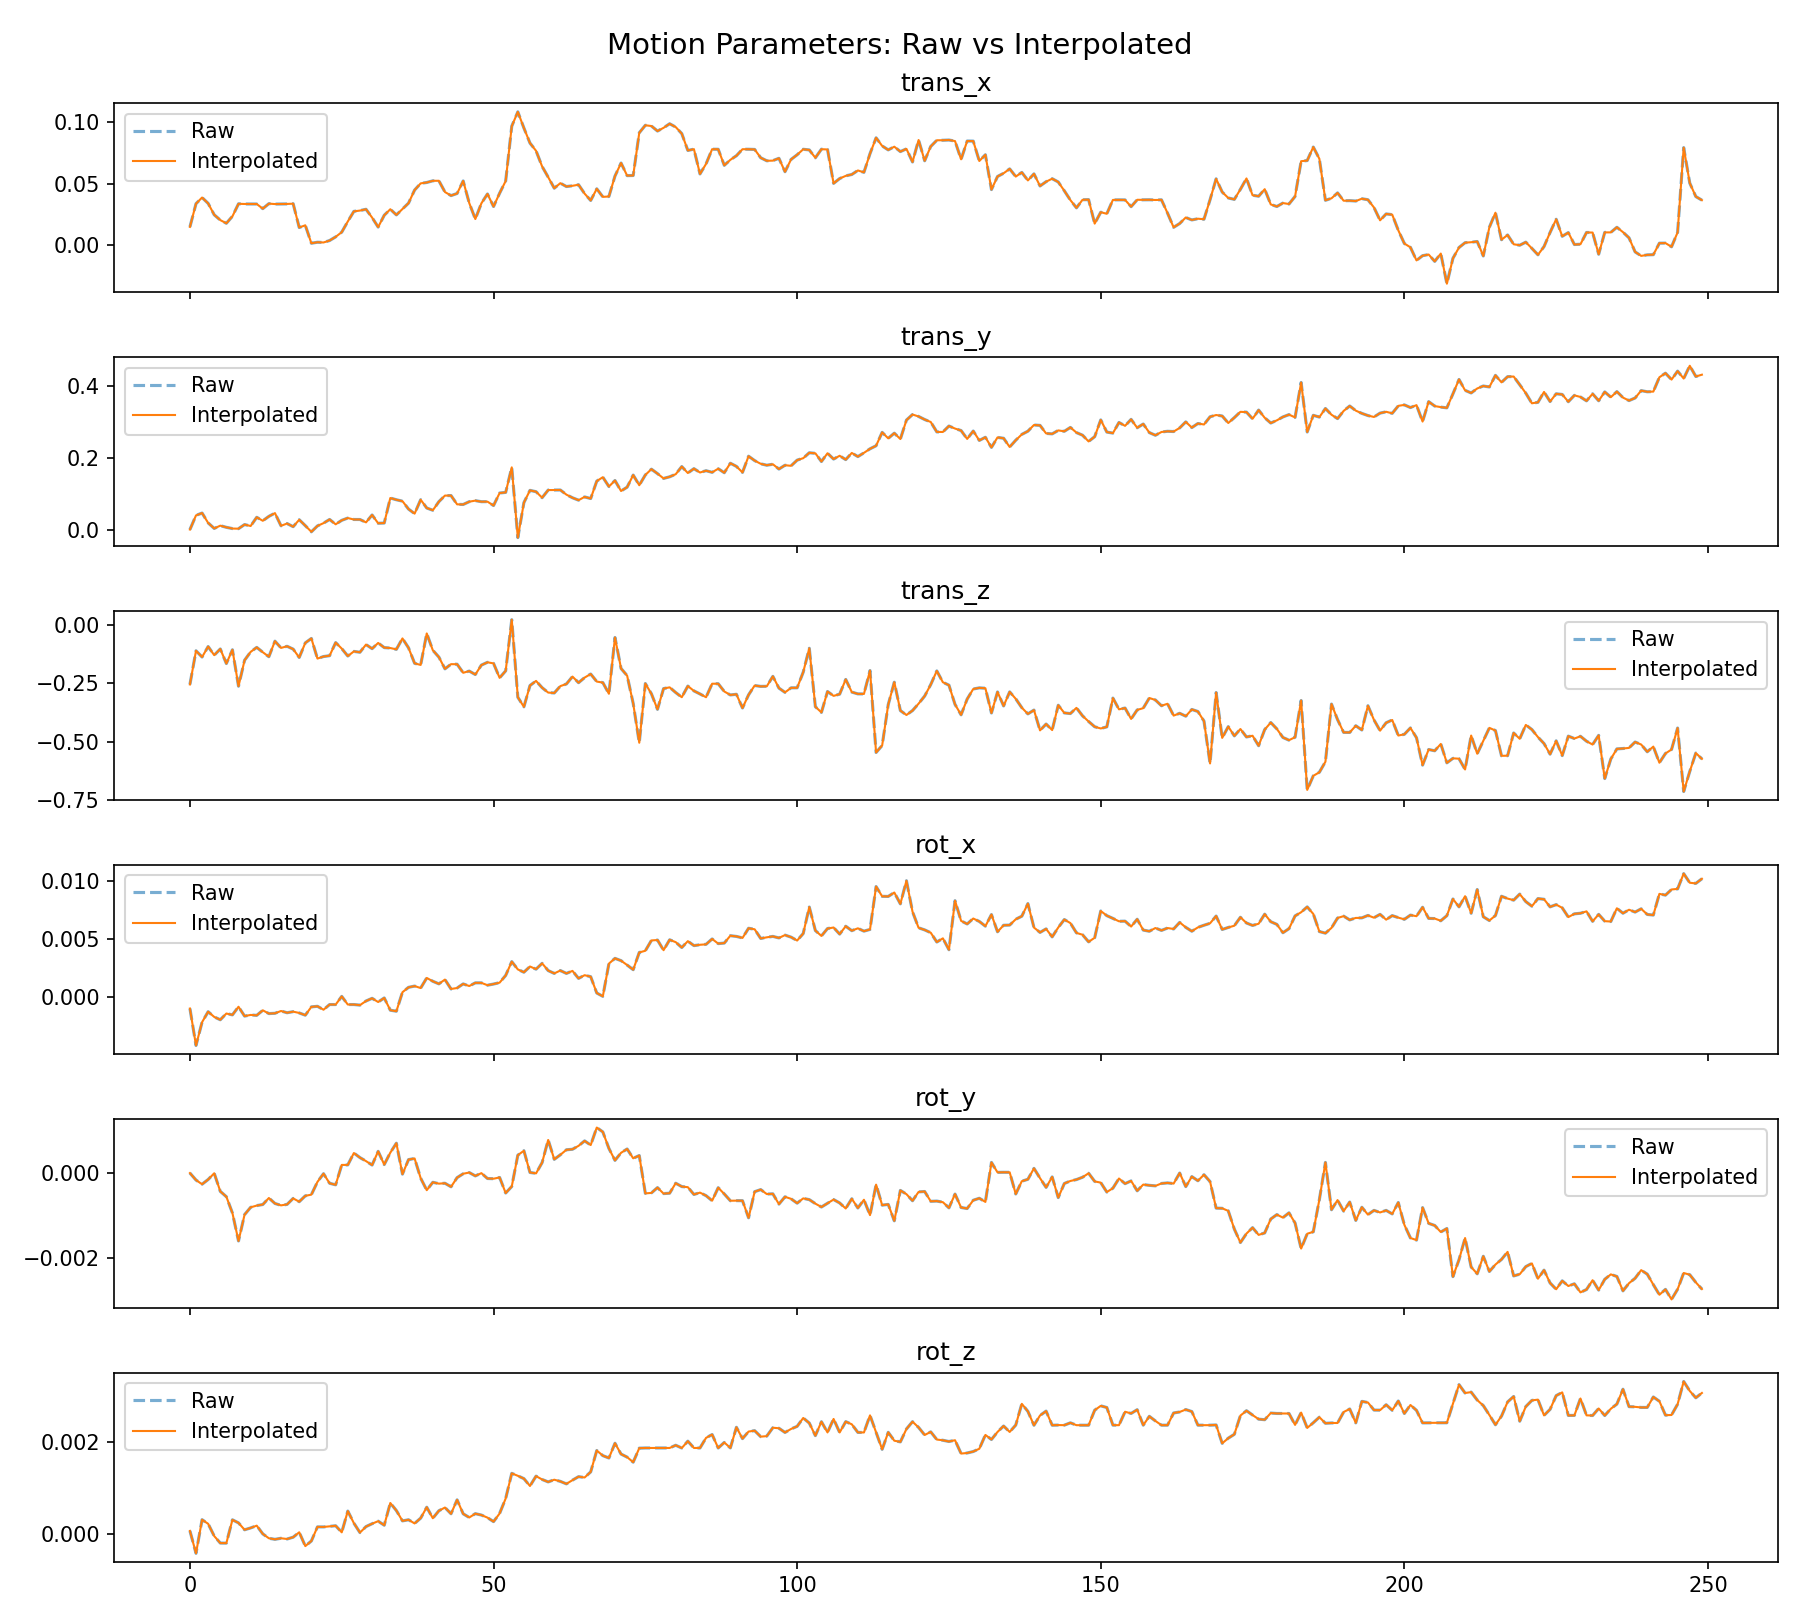 Motion Parameters: Raw vs Interpolated
trans_x
0.10
0.05
0.00
Raw
Interpolated
trans_y
0.4
0.2
0.0
Raw
Interpolated
trans_z
0.00
−0.25
−0.50
−0.75
Raw
Interpolated
rot_x
0.010
0.005
0.000
Raw
Interpolated
rot_y
0.000
−0.002
Raw
Interpolated
rot_z
0.002
0.000
Raw
Interpolated
0 50 100 150 200 250